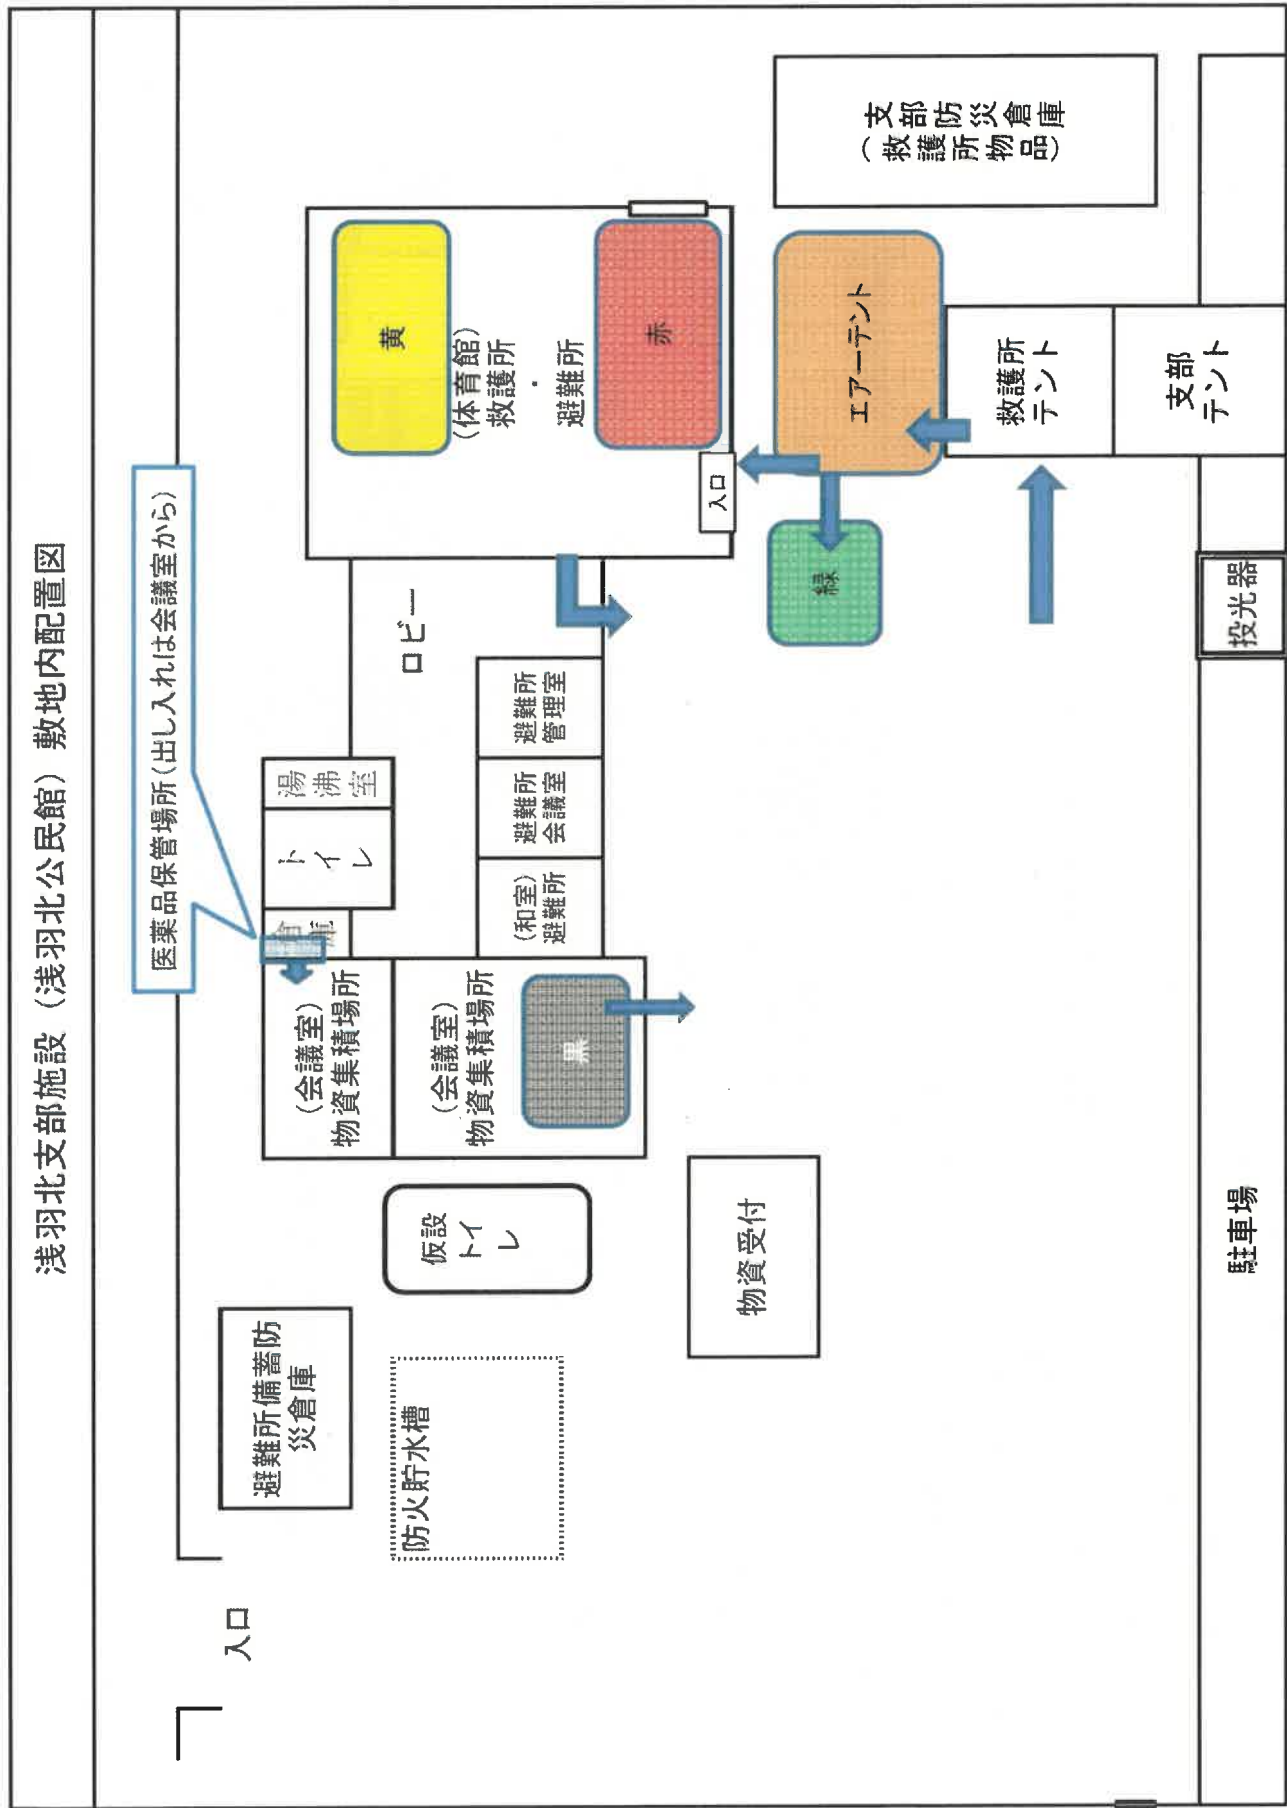 浅羽北支部施設（浅羽北公民館）敷地内配置図
医薬品保管場所(出し入れは会議室から)
入口
避難所備蓄防
災倉庫
防火貯水槽
仮設
トイ
レ
(会議室)
物資集積場所
(会議室)
物資集積場所
黒
倉
庫
トイレ
湯沸室
ロビー
(和室)
避難所
避難所
会議室
避難所
管理室
黄
(体育館)
救護所
・
避難所
赤
入口
緑
エアーテント
支部防災倉庫
(救護所物品)
救護所
テント
支部
テント
物資受付
投光器
駐車場